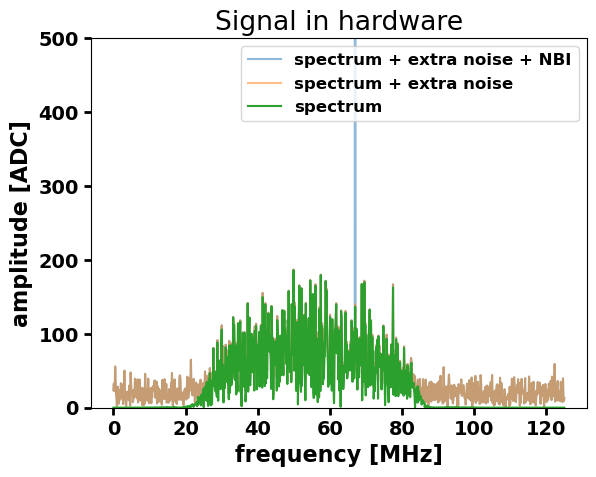 Signal in hardware
500
400
300
200
100
0
amplitude [ADC]
spectrum + extra noise + NBI
spectrum + extra noise
spectrum
0 20 40 60 80 100 120
frequency [MHz]